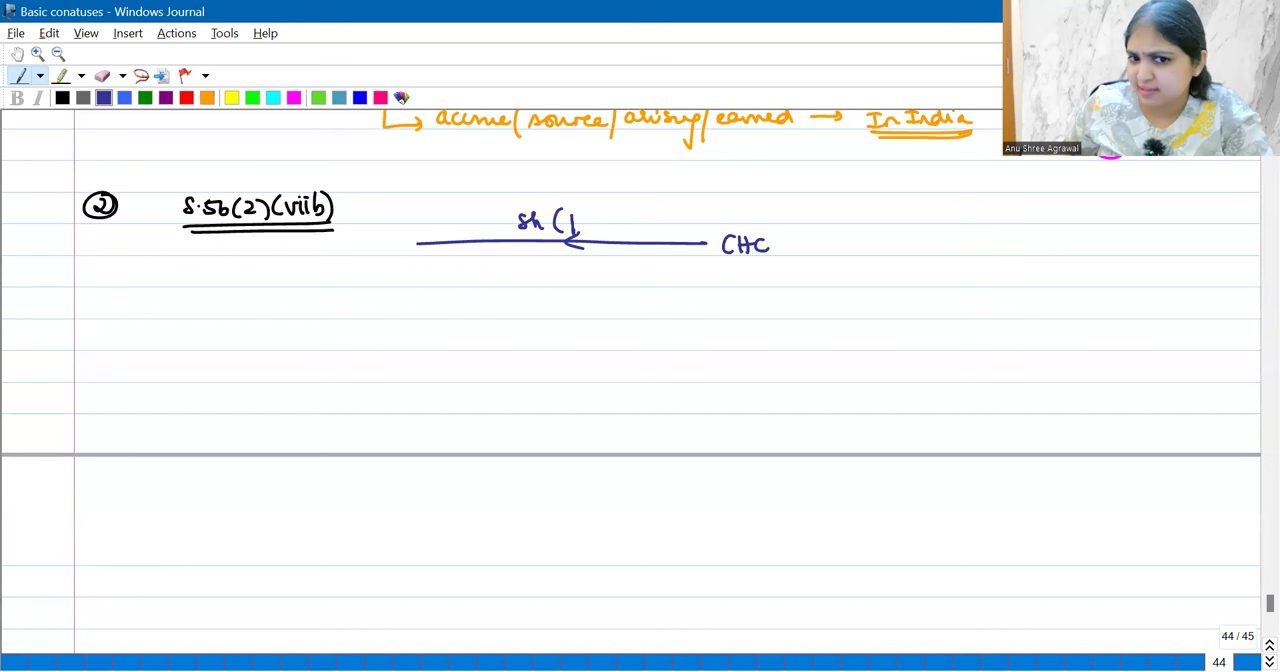 Basic conatuses - Windows Journal
File Edit View Insert Actions Tools Help
B I
accrue/source/arising/earned → In India
Anu Shree Agrawal
② S.56(2)(viib)
sh (↓
CHC
44 / 45
44